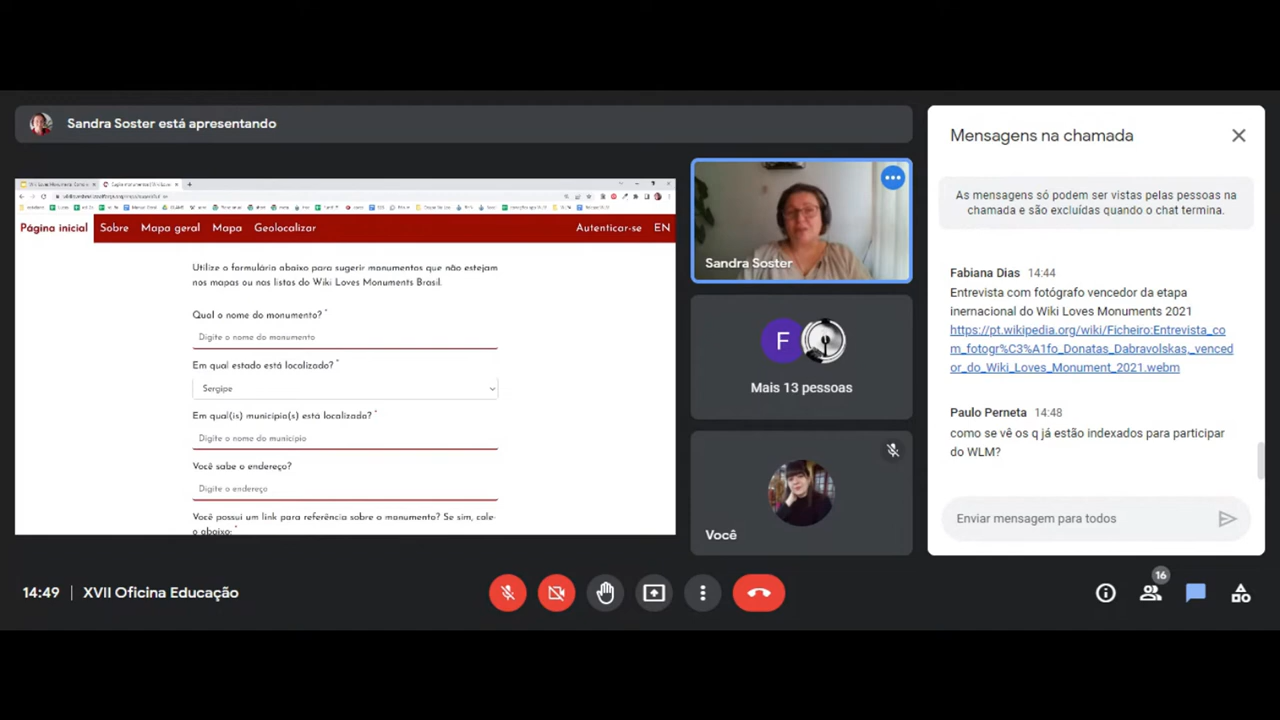 Sandra Soster está apresentando
Página inicial
Sobre
Mapa geral
Mapa
Geolocalizar
Autenticar-se
EN
Utilize o formulário abaixo para sugerir monumentos que não estejam
nos mapas ou nas listas do Wiki Loves Monuments Brasil.
Qual o nome do monumento? *
Digite o nome do monumento
Em qual estado está localizado? *
Sergipe
Em qual(is) município(s) está localizado? *
Digite o nome do município
Você sabe o endereço?
Digite o endereço
Você possui um link para referência sobre o monumento? Se sim, cole-
o abaixo: *
Sandra Soster
F
Mais 13 pessoas
Você
Mensagens na chamada
As mensagens só podem ser vistas pelas pessoas na
chamada e são excluídas quando o chat termina.
Fabiana Dias 14:44
Entrevista com fotógrafo vencedor da etapa
inernacional do Wiki Loves Monuments 2021
https://pt.wikipedia.org/wiki/Ficheiro:Entrevista_co
m_fotogr%C3%A1fo_Donatas_Dabravolskas,_venced
or_do_Wiki_Loves_Monument_2021.webm
Paulo Perneta 14:48
como se vê os q já estão indexados para participar
do WLM?
Enviar mensagem para todos
14:49 | XVII Oficina Educação
16